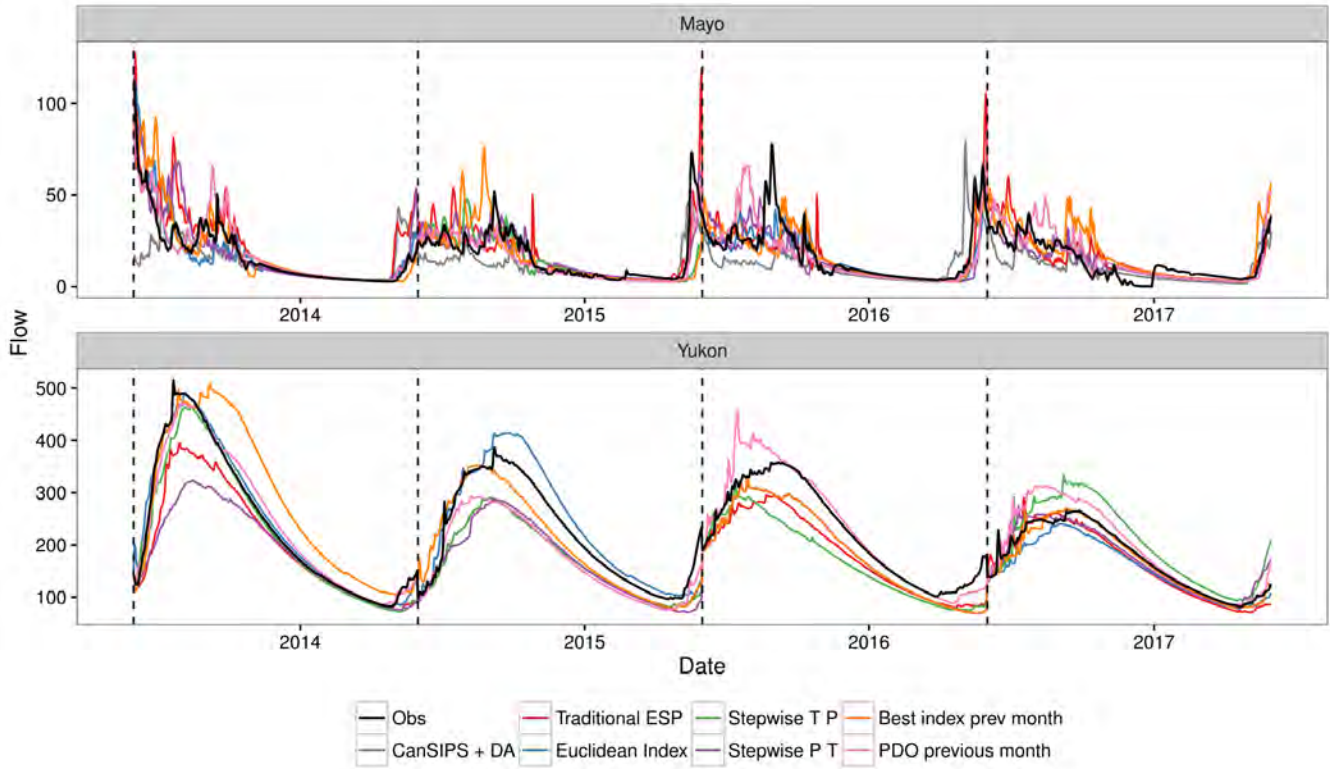 Mayo
100
50
0
2014 2015 2016 2017
Flow
Yukon
500
400
300
200
100
2014 2015 2016 2017
Date
Obs Traditional ESP Stepwise T P Best index prev month
CanSIPS + DA Euclidean Index Stepwise P T PDO previous month